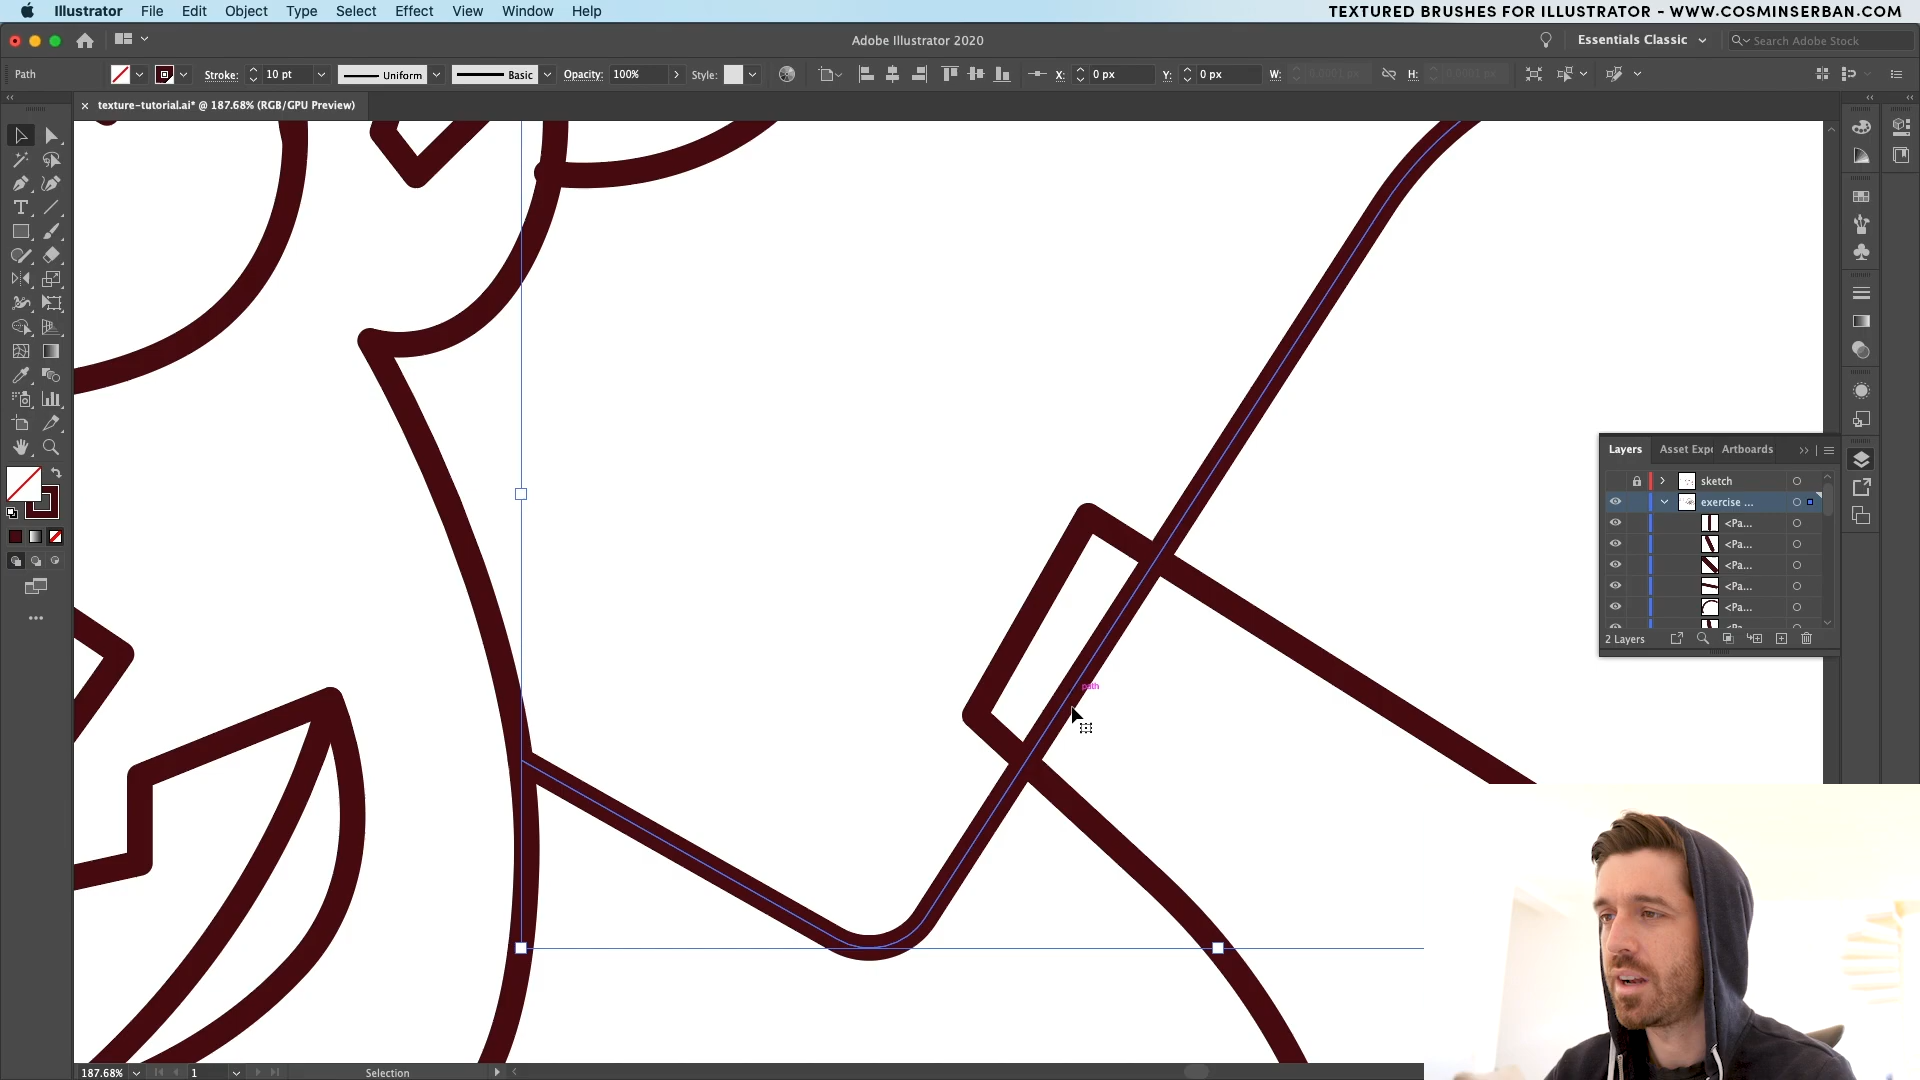 Illustrator File Edit Object Type Select Effect View Window Help
TEXTURED BRUSHES FOR ILLUSTRATOR - WWW.COSMINSERBAN.COM
Adobe Illustrator 2020
Essentials Classic
Search Adobe Stock
Path
Stroke: 10 pt
Uniform
Basic
Opacity: 100%
Style:
X: 0 px
Y: 0 px
W:
H:
texture-tutorial.ai* @ 187.68% (RGB/GPU Preview)
path
Layers Asset Expo Artboards
sketch
exercise ...
<Pa...
<Pa...
<Pa...
<Pa...
<Pa...
<Pa...
2 Layers
187.68% 1 Selection